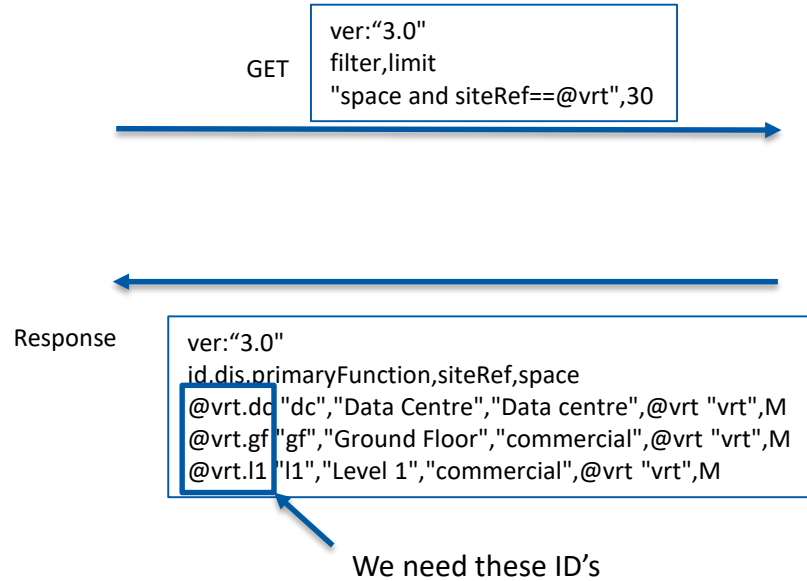 GET
ver:“3.0"
filter,limit
"space and siteRef==@vrt",30
Response
ver:“3.0"
id,dis,primaryFunction,siteRef,space
@vrt.dc "dc","Data Centre","Data centre",@vrt "vrt",M
@vrt.gf "gf","Ground Floor","commercial",@vrt "vrt",M
@vrt.l1 "l1","Level 1","commercial",@vrt "vrt",M
We need these ID’s